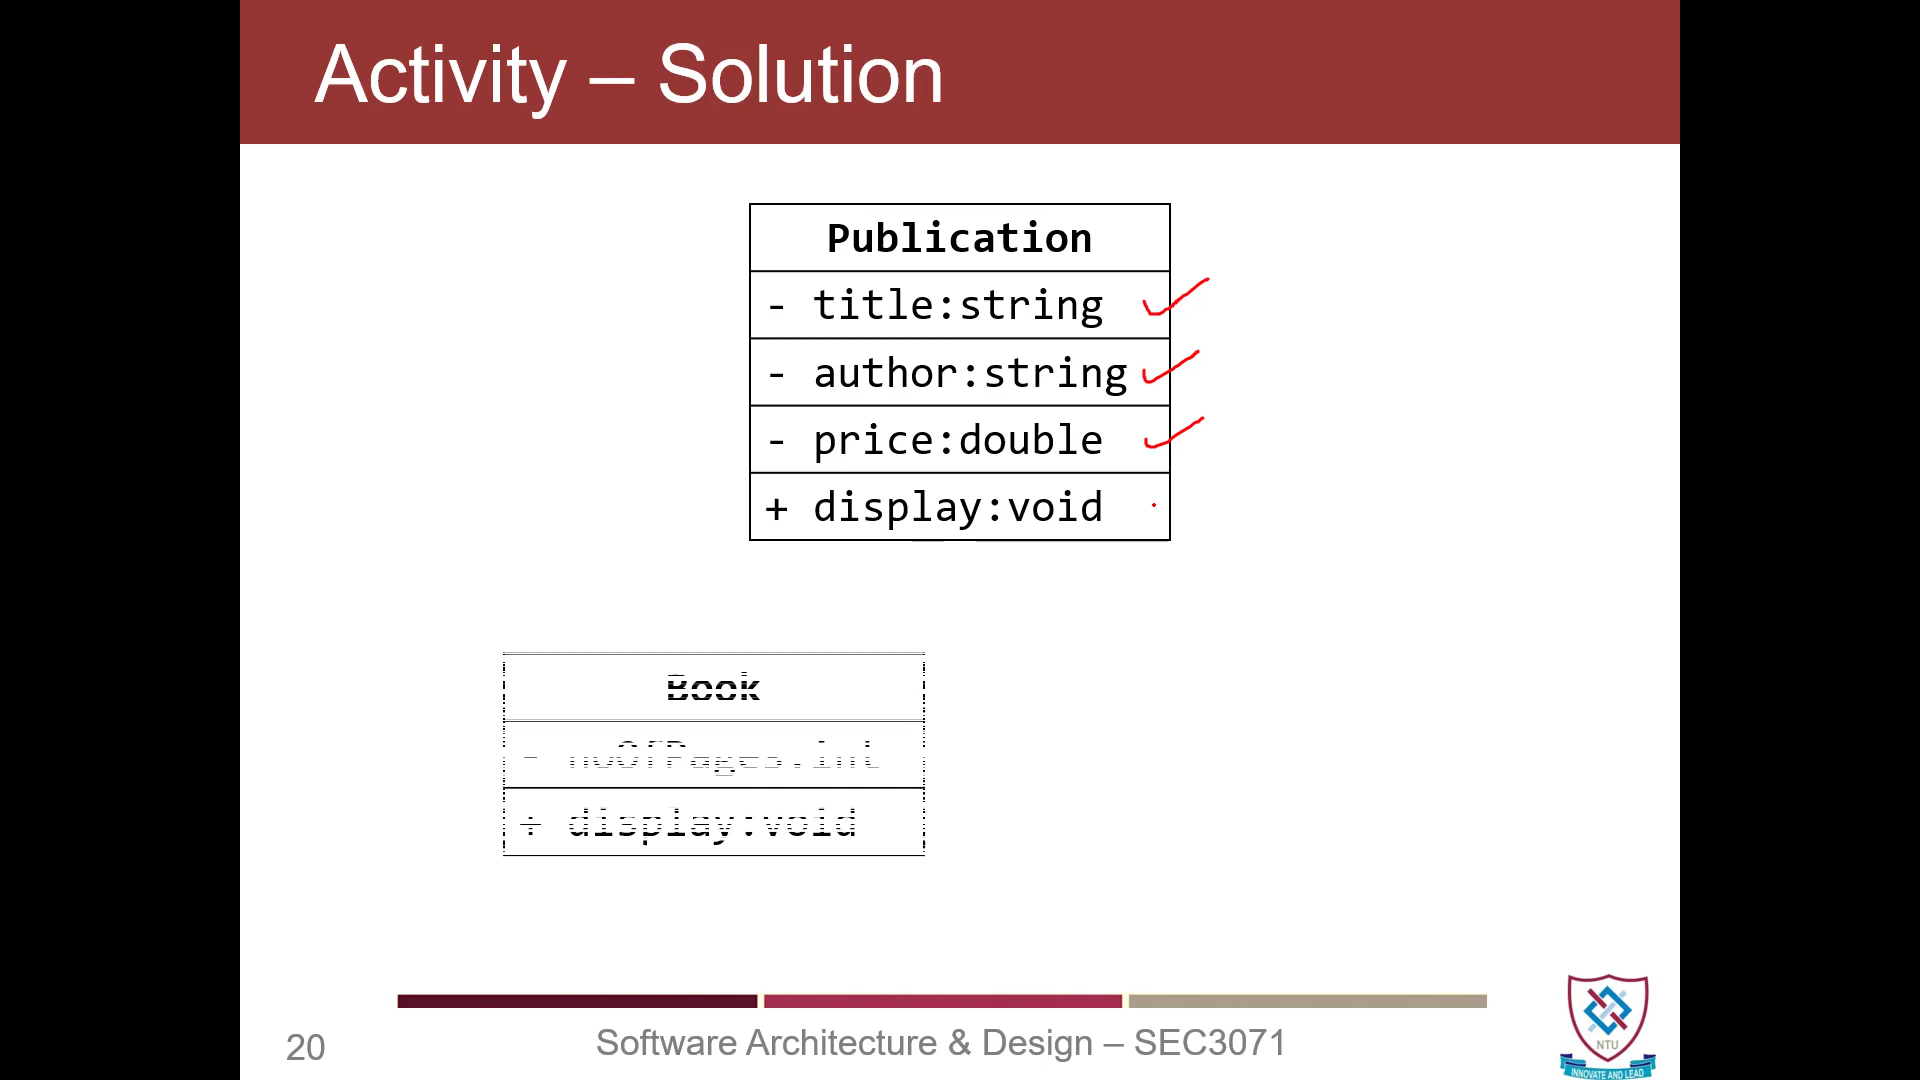 Activity – Solution
Publication
- title:string
- author:string
- price:double
+ display:void
Book
- noOfPages:int
+ display:void
20
Software Architecture & Design – SEC3071
NTU
INNOVATE AND LEAD